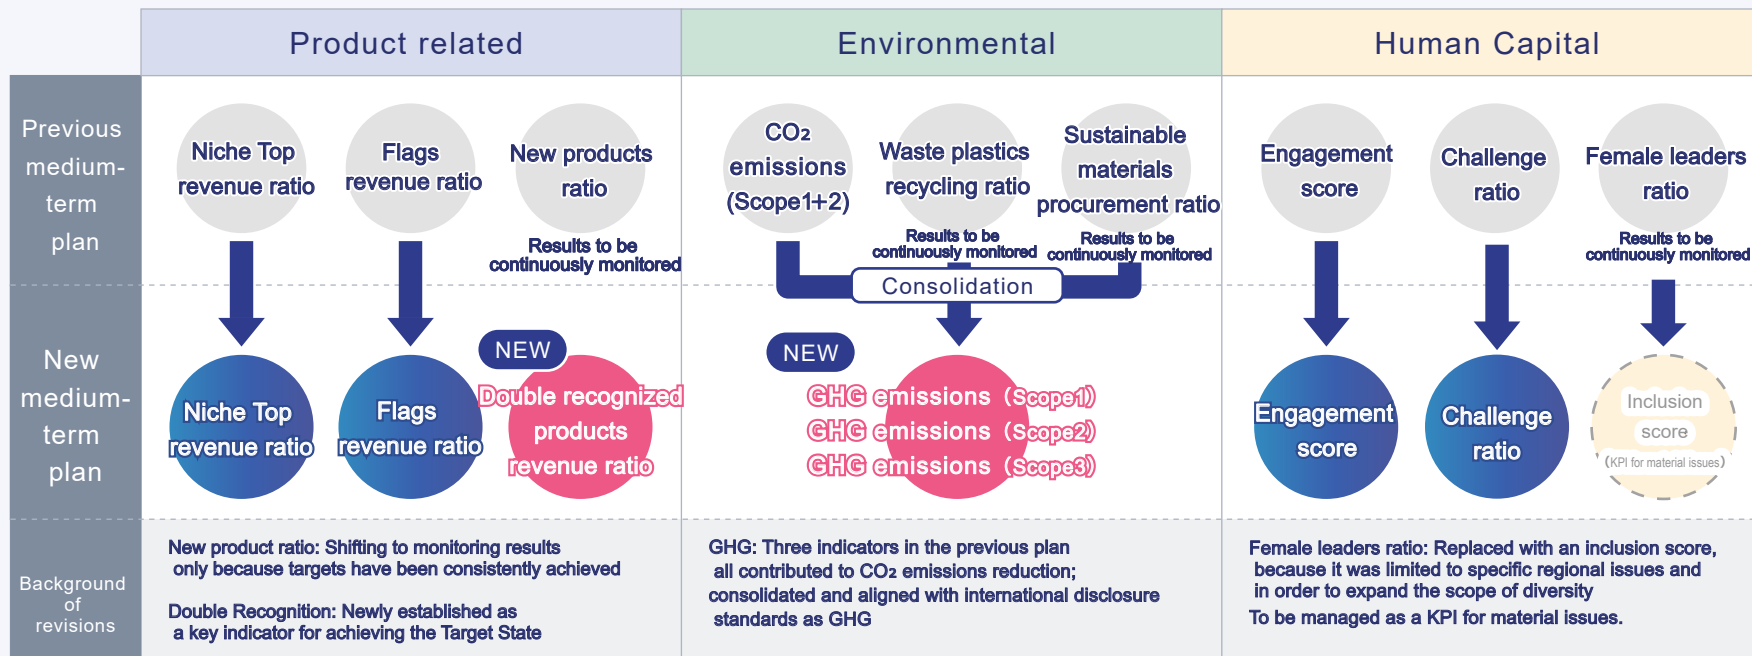 Product related
Environmental
Human Capital
Previous
medium-
term
plan
Niche Top
revenue ratio
Flags
revenue ratio
New products
ratio
Results to be
continuously monitored
CO₂
emissions
(Scope1+2)
Waste plastics
recycling ratio
Results to be
continuously monitored
Sustainable
materials
procurement ratio
Results to be
continuously monitored
Consolidation
Engagement
score
Challenge
ratio
Female leaders
ratio
Results to be
continuously monitored
New
medium-
term
plan
Niche Top
revenue ratio
Flags
revenue ratio
NEW
Double recognized
products
revenue ratio
NEW
GHG emissions (Scope1)
GHG emissions (Scope2)
GHG emissions (Scope3)
Engagement
score
Challenge
ratio
Inclusion
score
(KPI for material issues)
Background
of
revisions
New product ratio: Shifting to monitoring results
only because targets have been consistently achieved
Double Recognition: Newly established as
a key indicator for achieving the Target State
GHG: Three indicators in the previous plan
all contributed to CO₂ emissions reduction;
consolidated and aligned with international disclosure
standards as GHG
Female leaders ratio: Replaced with an inclusion score,
because it was limited to specific regional issues and
in order to expand the scope of diversity
To be managed as a KPI for material issues.